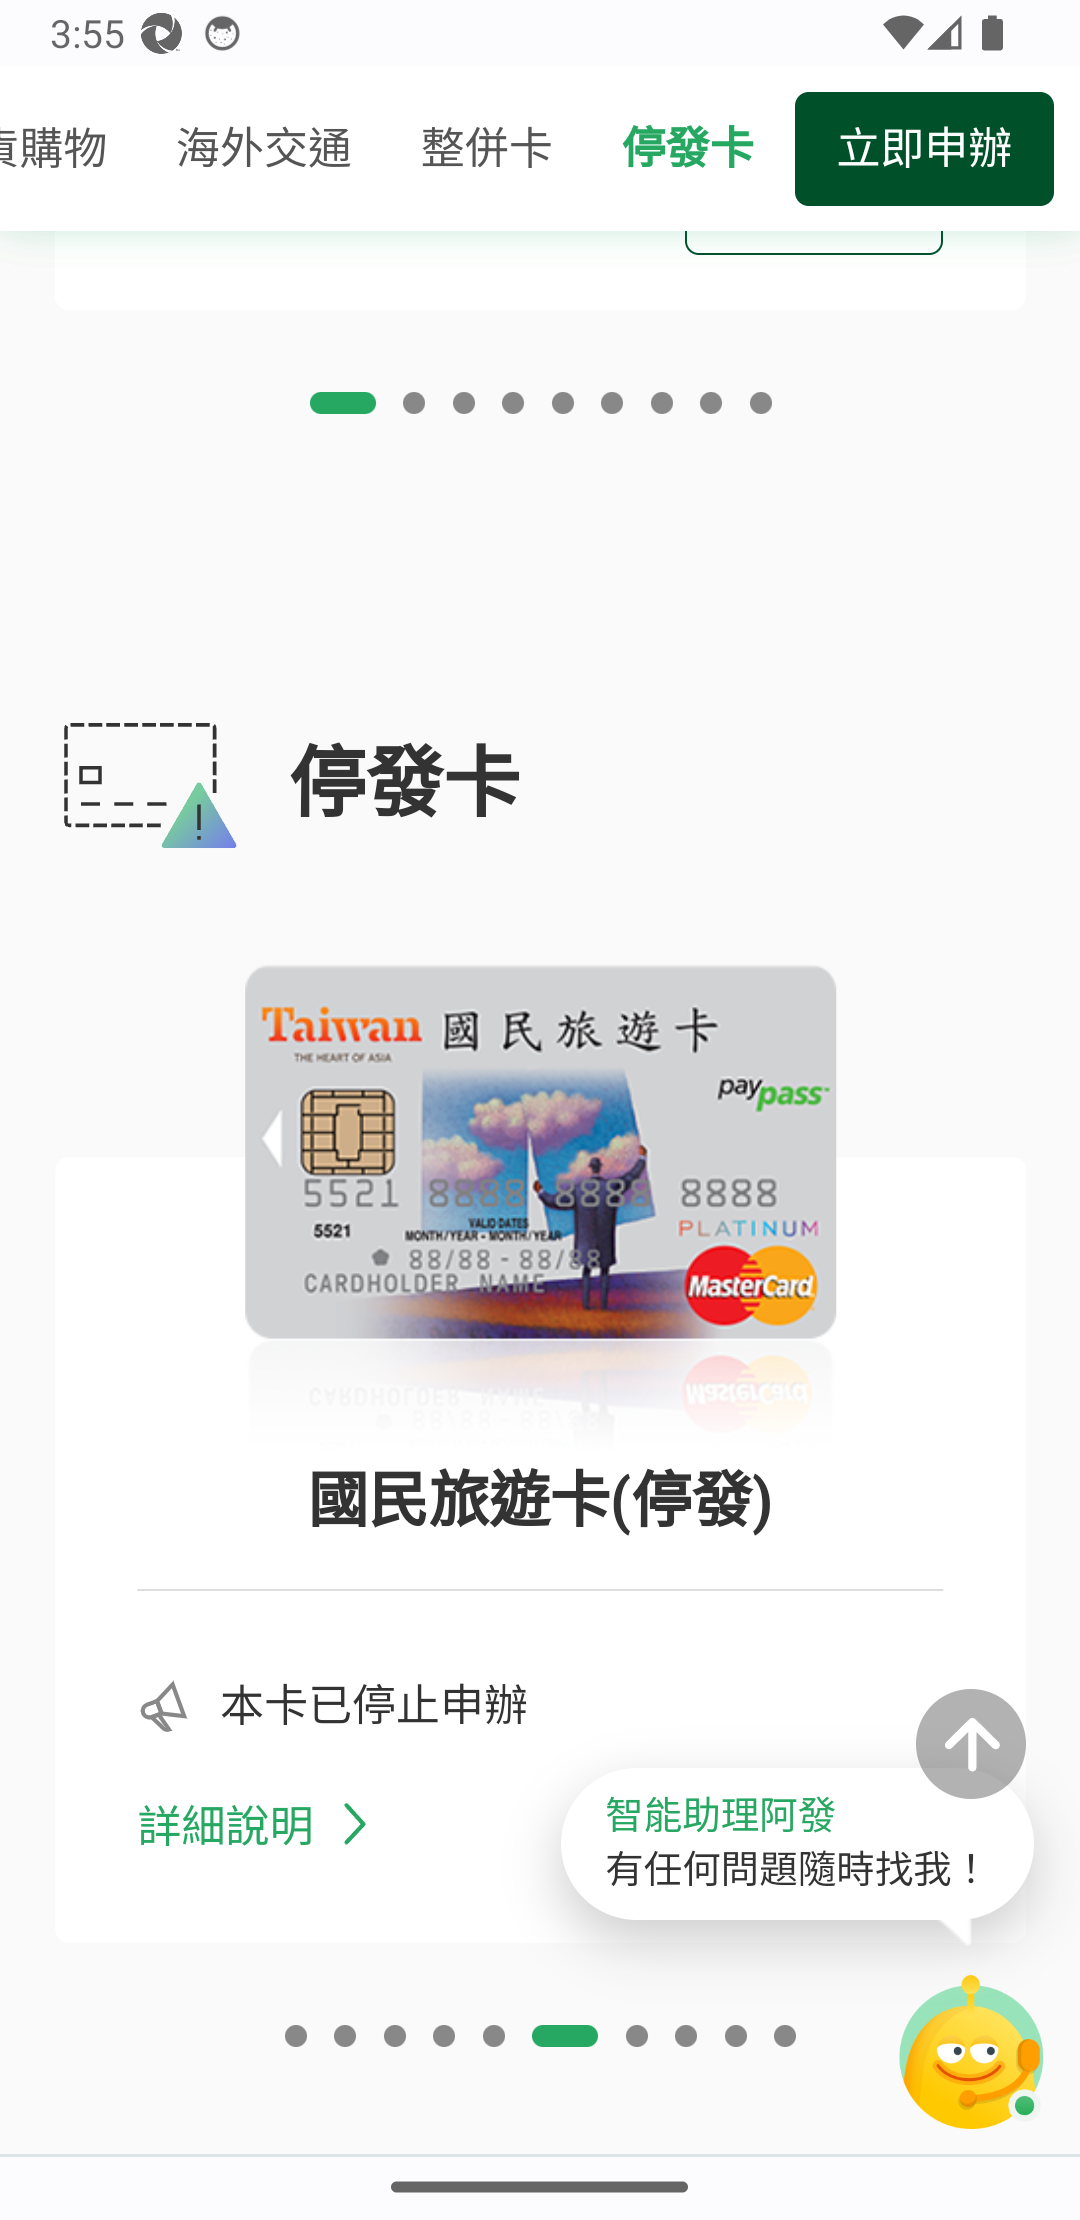 3:55
購物
海外交通
整併卡
停發卡
立即申辦
停發卡
Taiwan 國民旅遊卡
THE HEART OF ASIA
paypass
5521 8888 8888 8888
5521
VALID DATES
MONTH/YEAR - MONTH/YEAR
88/88 - 88/88
CARDHOLDER NAME
PLATINUM
MasterCard
國民旅遊卡(停發)
本卡已停止申辦
詳細說明
智能助理阿發
有任何問題隨時找我！